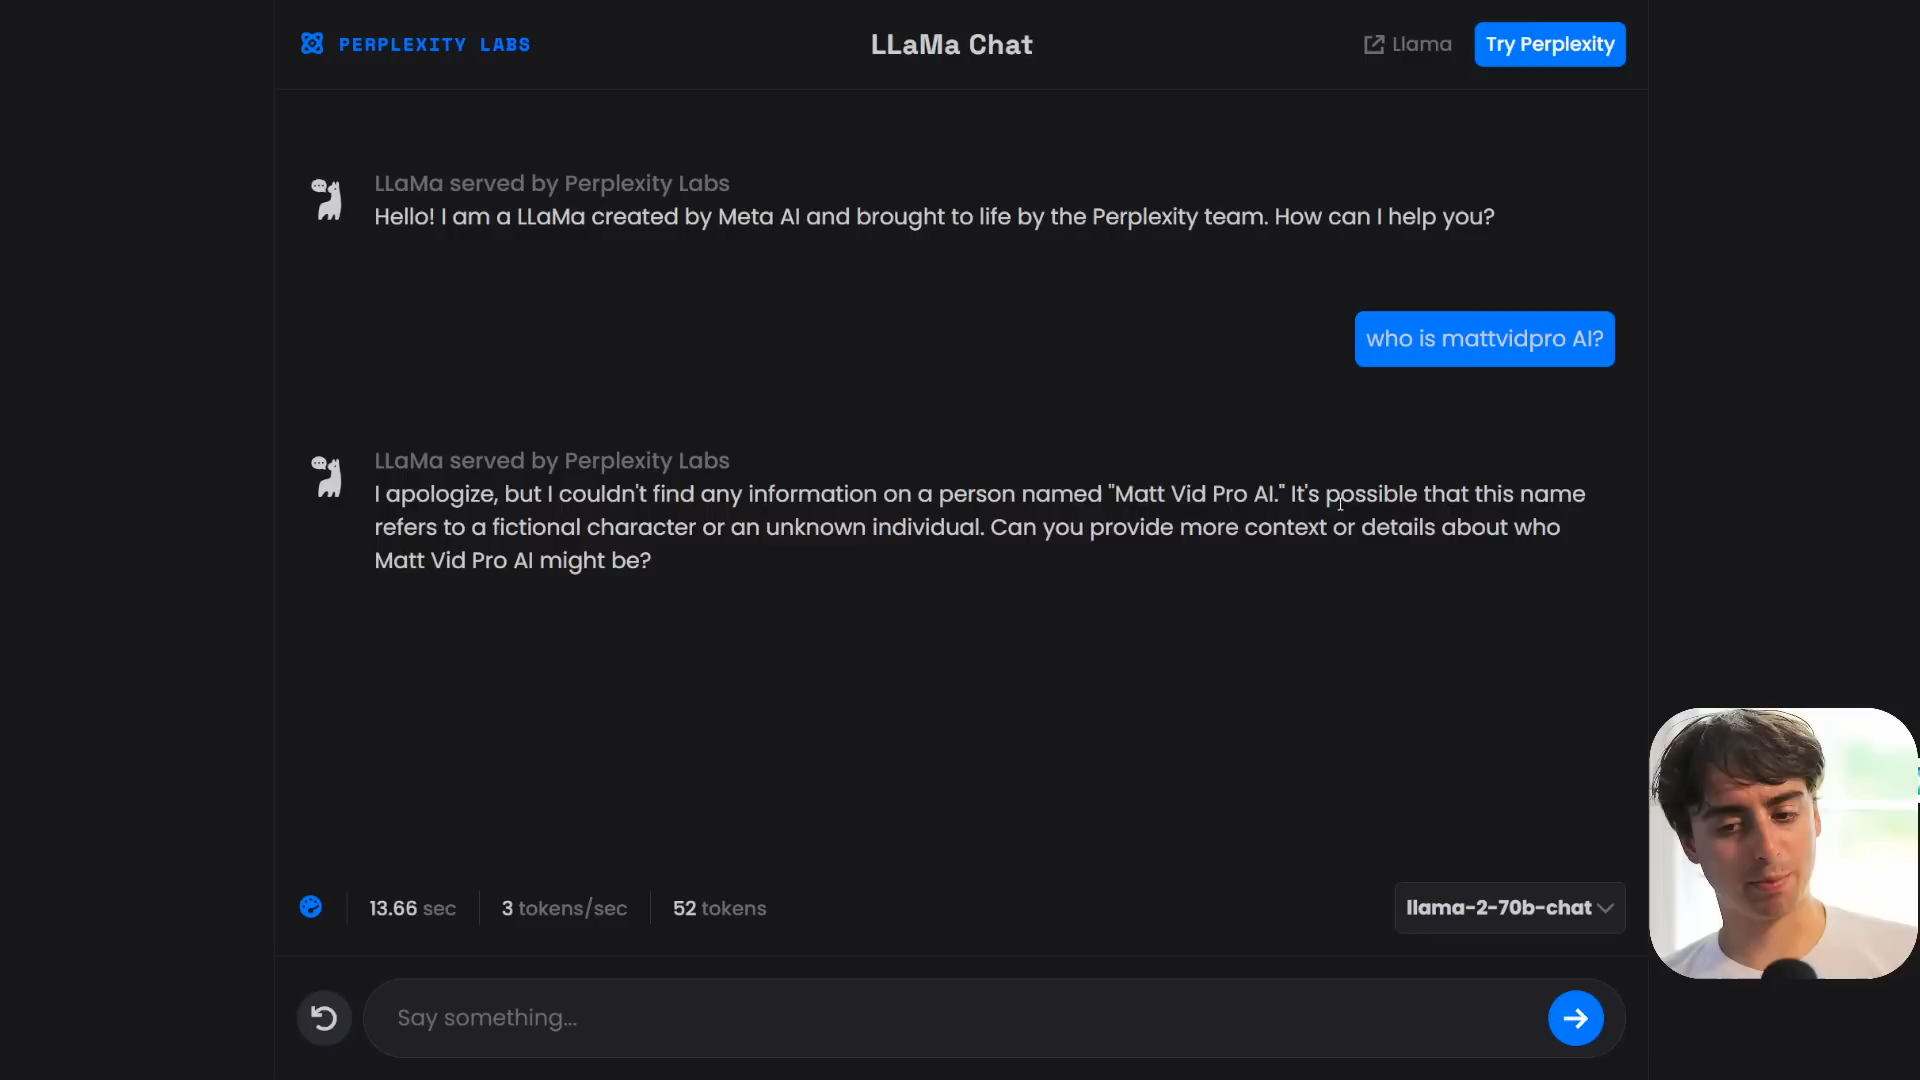 PERPLEXITY LABS
LLaMa Chat
Llama
Try Perplexity
LLaMa served by Perplexity Labs
Hello! I am a LLaMa created by Meta AI and brought to life by the Perplexity team. How can I help you?
who is mattvidpro AI?
LLaMa served by Perplexity Labs
I apologize, but I couldn't find any information on a person named "Matt Vid Pro AI." It's possible that this name
refers to a fictional character or an unknown individual. Can you provide more context or details about who
Matt Vid Pro AI might be?
13.66 sec
3 tokens/sec
52 tokens
llama-2-70b-chat
Say something...